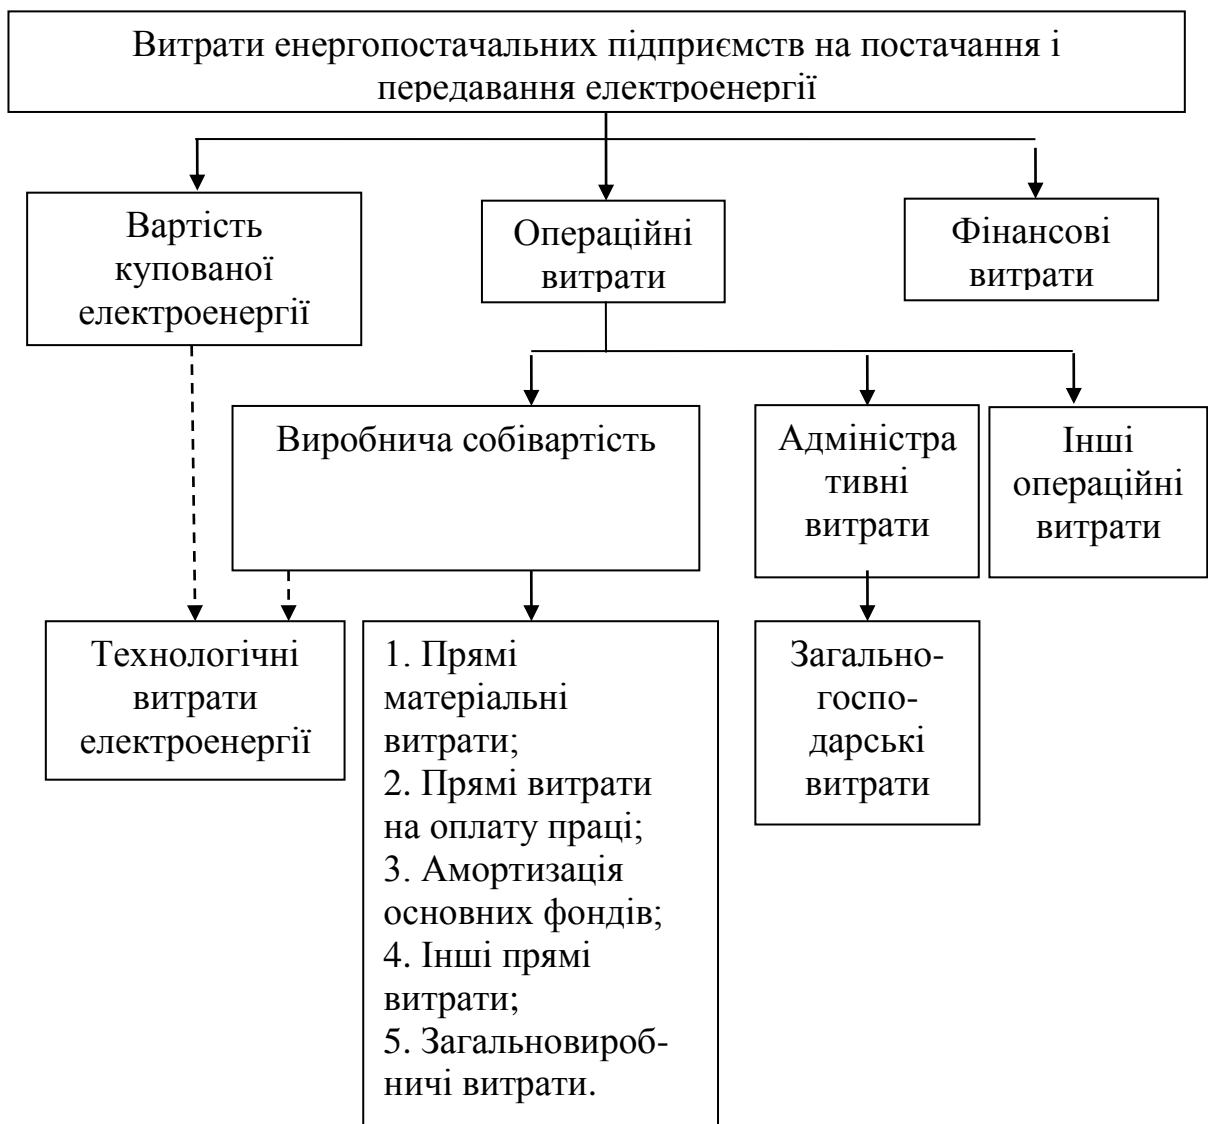 Витрати енергопостачальних підприємств на постачання і
передавання електроенергії
Вартість
купованої
електроенергії
Операційні
витрати
Фінансові
витрати
Виробнича собівартість
Адміністра
тивні
витрати
Інші
операційні
витрати
Технологічні
витрати
електроенергії
1. Прямі
матеріальні
витрати;
2. Прямі витрати
на оплату праці;
3. Амортизація
основних фондів;
4. Інші прямі
витрати;
5. Загальновироб-
ничі витрати.
Загально-
госпо-
дарські
витрати